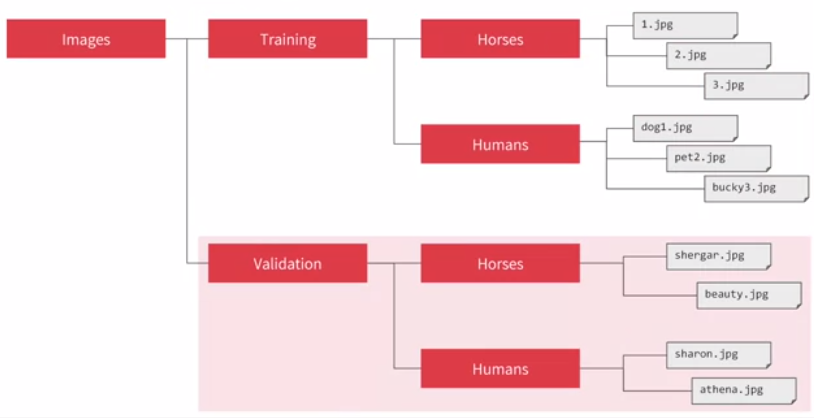 Images
Training
Horses
1.jpg
2.jpg
3.jpg
Humans
dog1.jpg
pet2.jpg
bucky3.jpg
Validation
Horses
shergar.jpg
beauty.jpg
Humans
sharon.jpg
athena.jpg